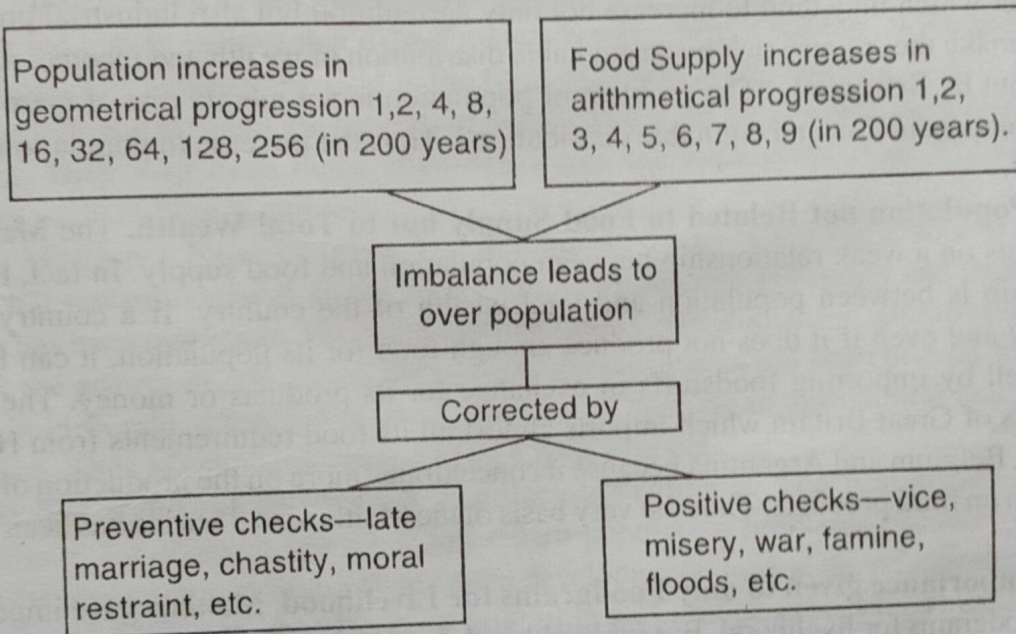 Population increases in
geometrical progression 1,2, 4, 8,
16, 32, 64, 128, 256 (in 200 years)
Food Supply increases in
arithmetical progression 1,2,
3, 4, 5, 6, 7, 8, 9 (in 200 years).
Imbalance leads to
over population
Corrected by
Preventive checks—late
marriage, chastity, moral
restraint, etc.
Positive checks—vice,
misery, war, famine,
floods, etc.